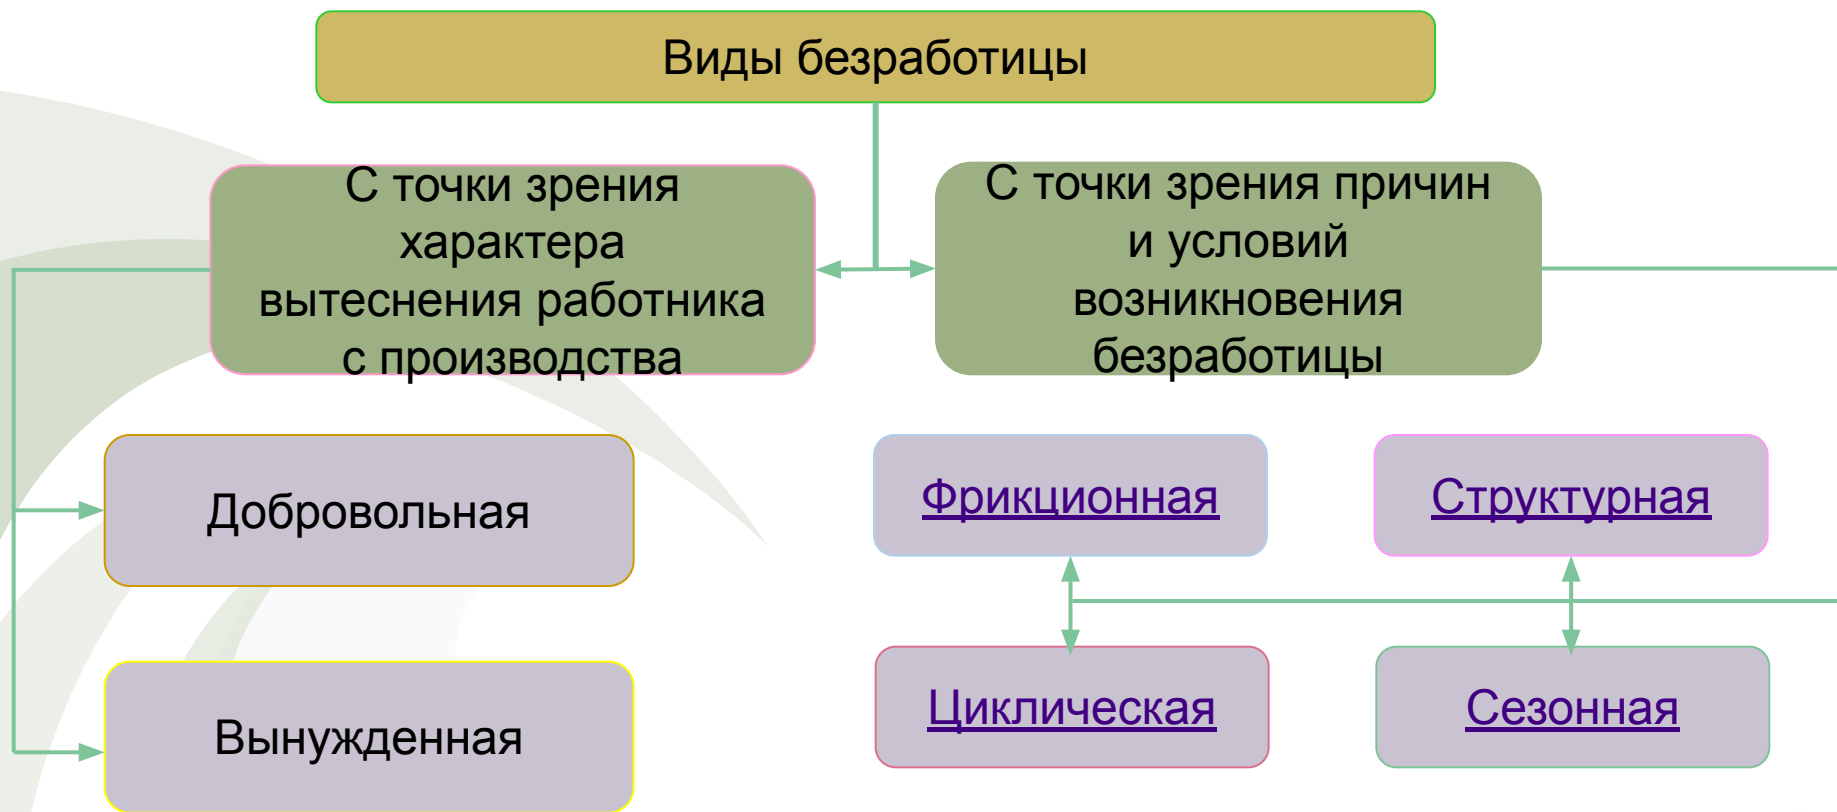 Виды безработицы
С точки зрения
характера
вытеснения работника
с производства
С точки зрения причин
и условий
возникновения
безработицы
Добровольная
Вынужденная
Фрикционная
Структурная
Циклическая
Сезонная